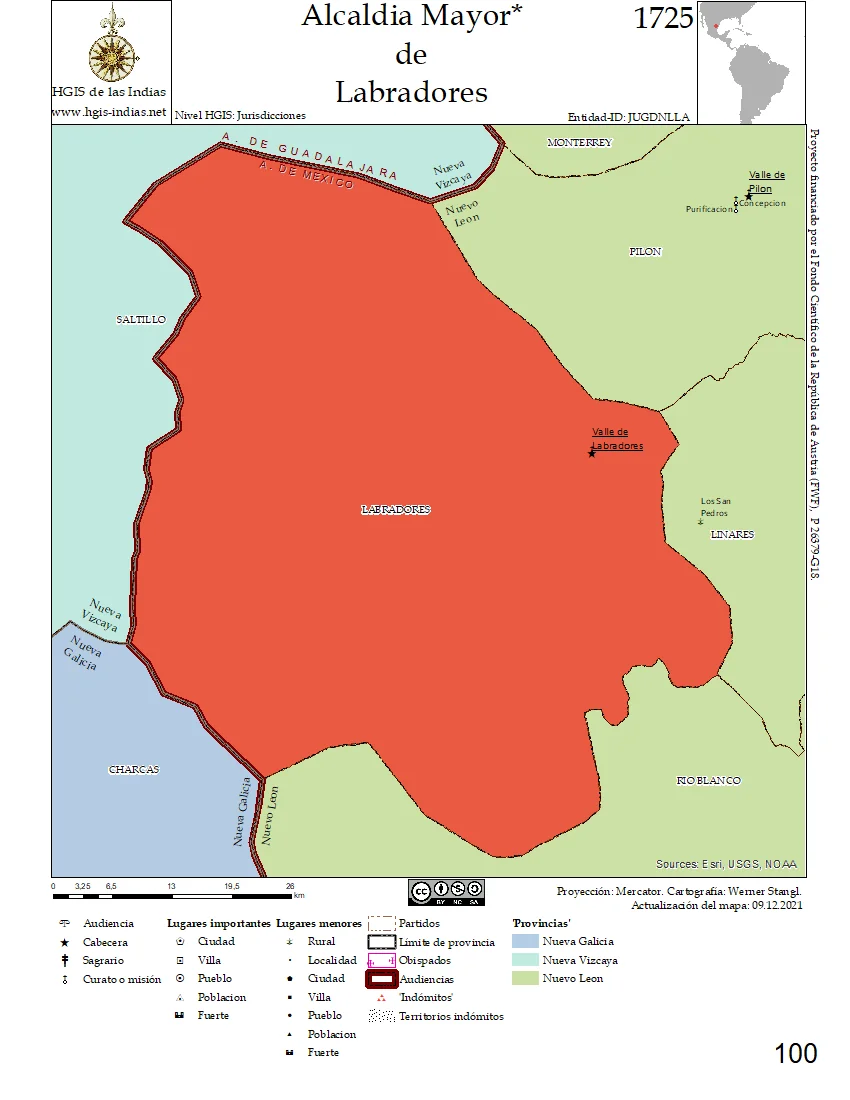 Alcaldia Mayor*
de
Labradores
1725
HGIS de las Indias
www.hgis-indias.net
Nivel HGIS: Jurisdicciones
Entidad-ID: JUGDNLLA
A. DE GUADALAJARA
A. DE MEXICO
Nueva
Vizcaya
Nuevo
Leon
MONTERREY
Valle de
Pilon
Purificacion
Concepcion
PILON
SALTILLO
Valle de
Labradores
LABRADORES
Los San
Pedros
LINARES
Nueva
Vizcaya
Nueva
Galicia
CHARCAS
Nueva Galicia
Nuevo Leon
RIO BLANCO
Sources: Esri, USGS, NOAA
Proyecto financiado por el Fondo Científico de la República de Austria (FWF), P 26379-G18.
0 3,25 6,5 13 19,5 26
km
cc
BY NC SA
Proyección: Mercator. Cartografía: Werner Stangl.
Actualización del mapa: 09.12.2021
Audiencia
Cabecera
Sagrario
Curato o misión
Lugares importantes
Ciudad
Villa
Pueblo
Poblacion
Fuerte
Lugares menores
Rural
Localidad
Ciudad
Villa
Pueblo
Poblacion
Fuerte
Partidos
Límite de provincia
Obispados
Audiencias
'Indómitos'
Territorios indómitos
'Provincias'
Nueva Galicia
Nueva Vizcaya
Nuevo Leon
100